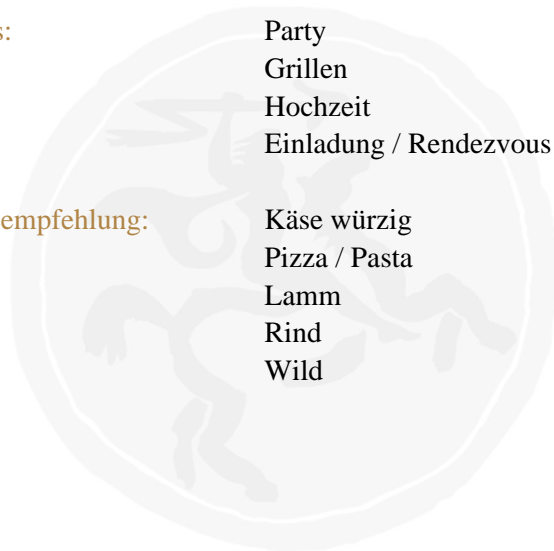 s: Party
Grillen
Hochzeit
Einladung / Rendezvous
empfehlung: Käse würzig
Pizza / Pasta
Lamm
Rind
Wild